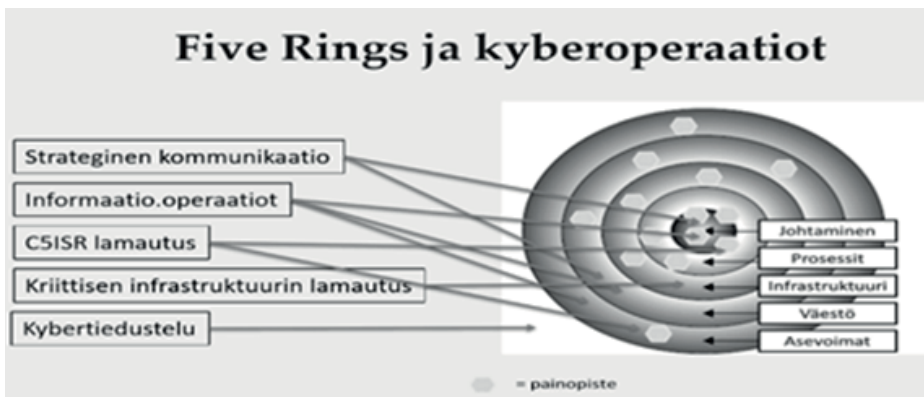 Five Rings ja kyberoperaatiot
Strateginen kommunikaatio
Informaatio.operaatiot
C5ISR lamautus
Kriittisen infrastruktuurin lamautus
Kybertiedustelu
Johtaminen
Prosessit
Infrastruktuuri
Väestö
Asevoimat
= painopiste